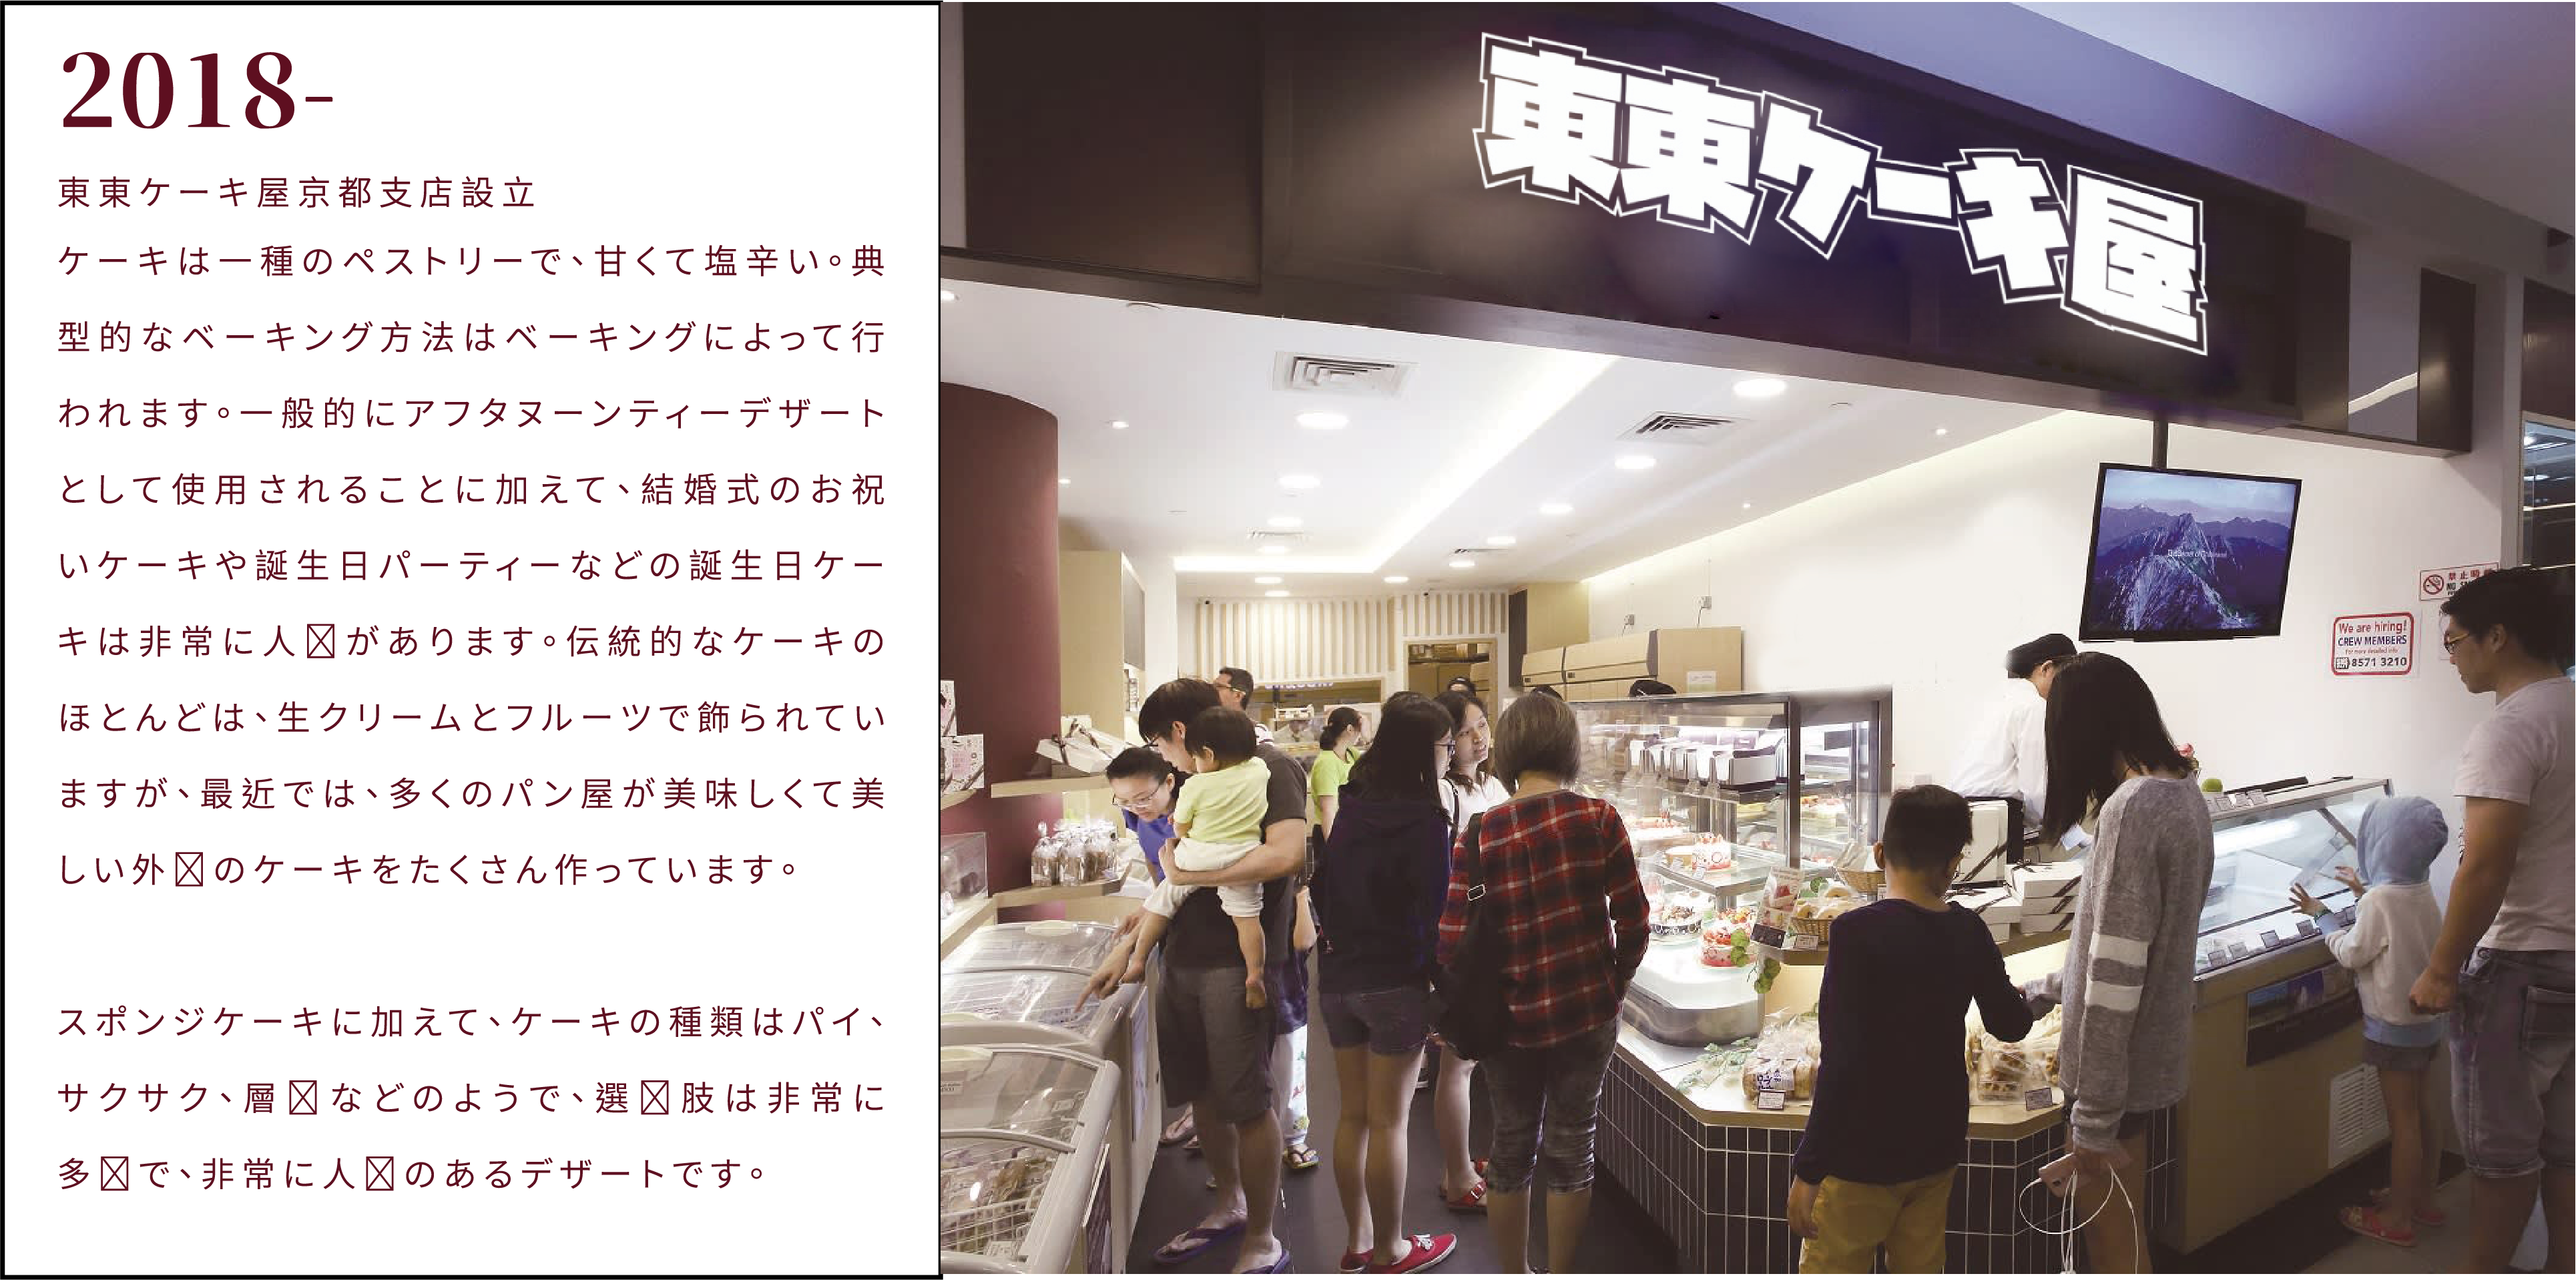 2018-
東東ケーキ屋京都支店設立
ケーキは一種のペストリーで、甘くて塩辛い。典
型的なベーキング方法はベーキングによって行
われます。一般的にアフタヌーンティーデザート
として使用されることに加えて、結婚式のお祝
いケーキや誕生日パーティーなどの誕生日ケー
キは非常に人☒があります。伝統的なケーキの
ほとんどは、生クリームとフルーツで飾られてい
ますが、最近では、多くのパン屋が美味しくて美
しい外☒のケーキをたくさん作っています。
スポンジケーキに加えて、ケーキの種類はパイ、
サクサク、層☒などのようで、選☒肢は非常に
多☒で、非常に人☒のあるデザートです。
東東ケーキ屋
禁止
We are hiring!
CREW MEMBERS
For more detailed info
8571 3210